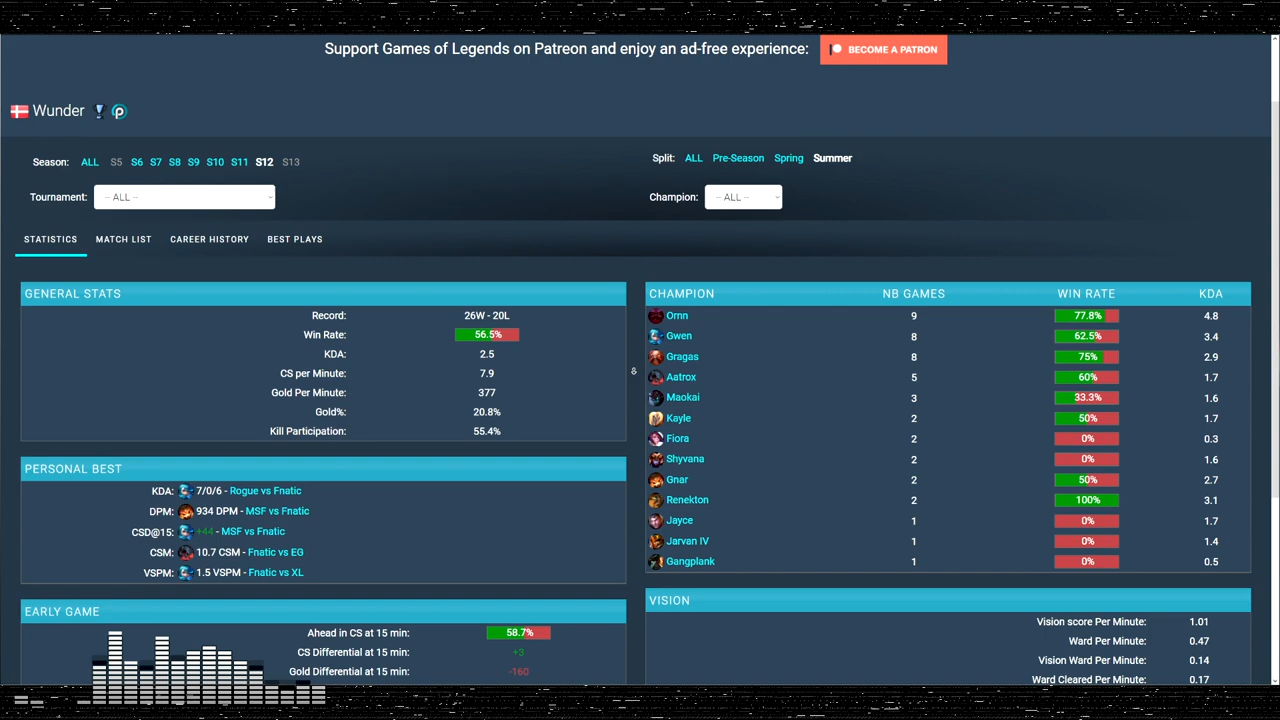 Support Games of Legends on Patreon and enjoy an ad-free experience: BECOME A PATRON
Wunder
Season: ALL S5 S6 S7 S8 S9 S10 S11 S12 S13
Split: ALL Pre-Season Spring Summer
Tournament: -- ALL --
Champion: -- ALL --
STATISTICS MATCH LIST CAREER HISTORY BEST PLAYS
GENERAL STATS
Record: 26W - 20L
Win Rate: 56.5%
KDA: 2.5
CS per Minute: 7.9
Gold Per Minute: 377
Gold%: 20.8%
Kill Participation: 55.4%
PERSONAL BEST
KDA: 7/0/6 - Rogue vs Fnatic
DPM: 934 DPM - MSF vs Fnatic
CSD@15: +44 - MSF vs Fnatic
CSM: 10.7 CSM - Fnatic vs EG
VSPM: 1.5 VSPM - Fnatic vs XL
EARLY GAME
Ahead in CS at 15 min: 58.7%
CS Differential at 15 min: +3
Gold Differential at 15 min: -160
CHAMPION NB GAMES WIN RATE KDA
Ornn 9 77.8% 4.8
Gwen 8 62.5% 3.4
Gragas 8 75% 2.9
Aatrox 5 60% 1.7
Maokai 3 33.3% 1.6
Kayle 2 50% 1.7
Fiora 2 0% 0.3
Shyvana 2 0% 1.6
Gnar 2 50% 2.7
Renekton 2 100% 3.1
Jayce 1 0% 1.7
Jarvan IV 1 0% 1.4
Gangplank 1 0% 0.5
VISION
Vision score Per Minute: 1.01
Ward Per Minute: 0.47
Vision Ward Per Minute: 0.14
Ward Cleared Per Minute: 0.17